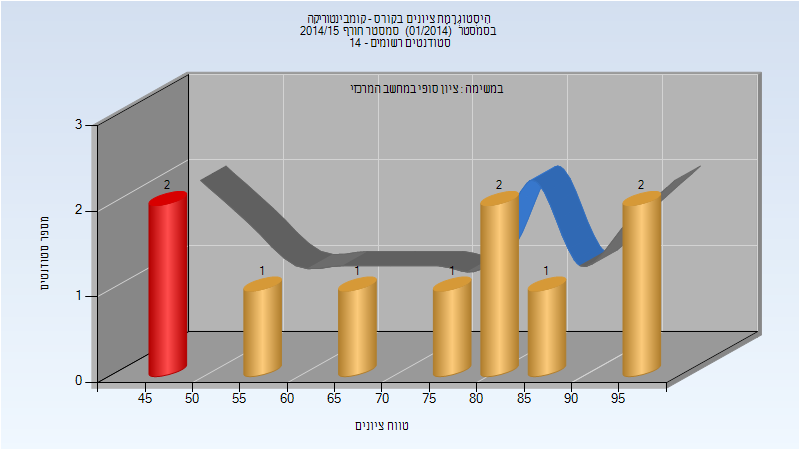 היסטוגרמת ציונים בקורס - קומבינטוריקה
בסמסטר (01/2014) סמסטר חורף 2014/15
סטודנטים רשומים - 14
במשימה : ציון סופי במחשב המרכזי
מספר סטודנטים
3
2
1
0
2
1
1
1
2
1
2
45 50 55 60 65 70 75 80 85 90 95
טווח ציונים